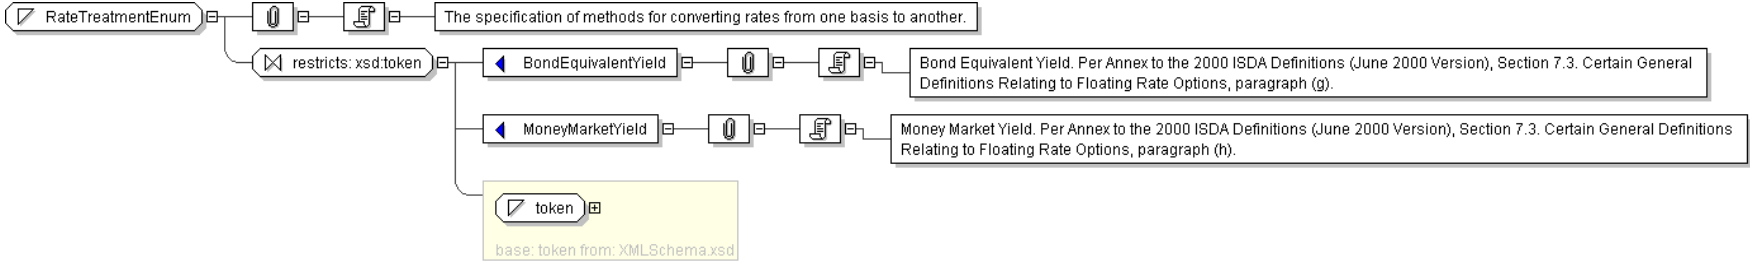 RateTreatmentEnum
The specification of methods for converting rates from one basis to another.
restricts: xsd:token
BondEquivalentYield
Bond Equivalent Yield. Per Annex to the 2000 ISDA Definitions (June 2000 Version), Section 7.3. Certain General
Definitions Relating to Floating Rate Options, paragraph (g).
MoneyMarketYield
Money Market Yield. Per Annex to the 2000 ISDA Definitions (June 2000 Version), Section 7.3. Certain General Definitions
Relating to Floating Rate Options, paragraph (h).
token
base: token from: XMLSchema.xsd